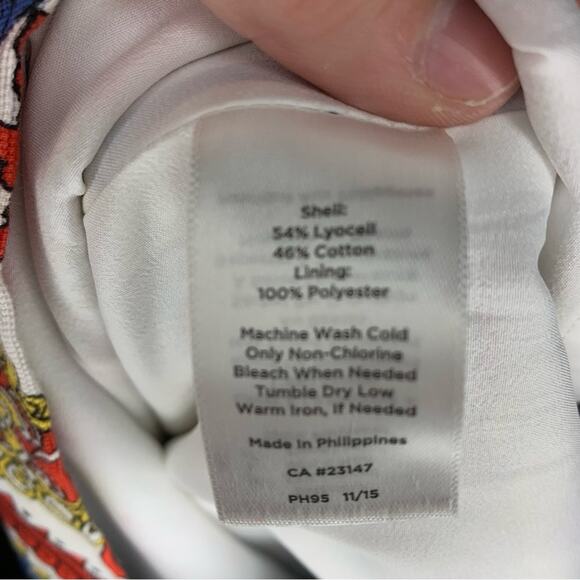 Shell:
54% Lyocell
46% Cotton
Lining:
100% Polyester
Machine Wash Cold
Only Non-Chlorine
Bleach When Needed
Tumble Dry Low
Warm Iron, If Needed
Made In Philippines
CA #23147
PH95 11/15